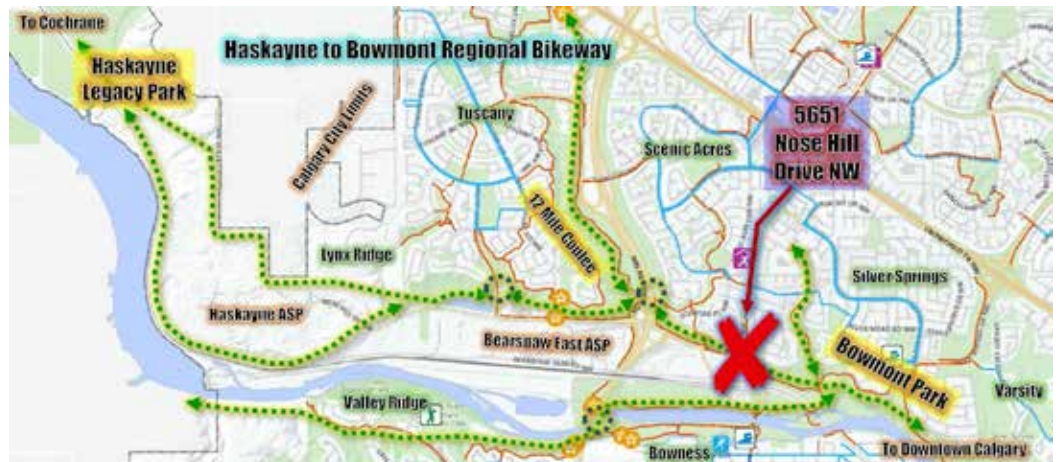 To Cochrane
Haskayne
Legacy Park
Haskayne to Bowmont Regional Bikeway
Calgary City Limits
Tuscany
Scenic Acres
5651
Nose Hill
Drive NW
12 Mile Coulee
Lynx Ridge
Silver Springs
Haskayne ASP
Bearspaw East ASP
Bowmont Park
Valley Ridge
Varsity
Bowness
To Downtown Calgary